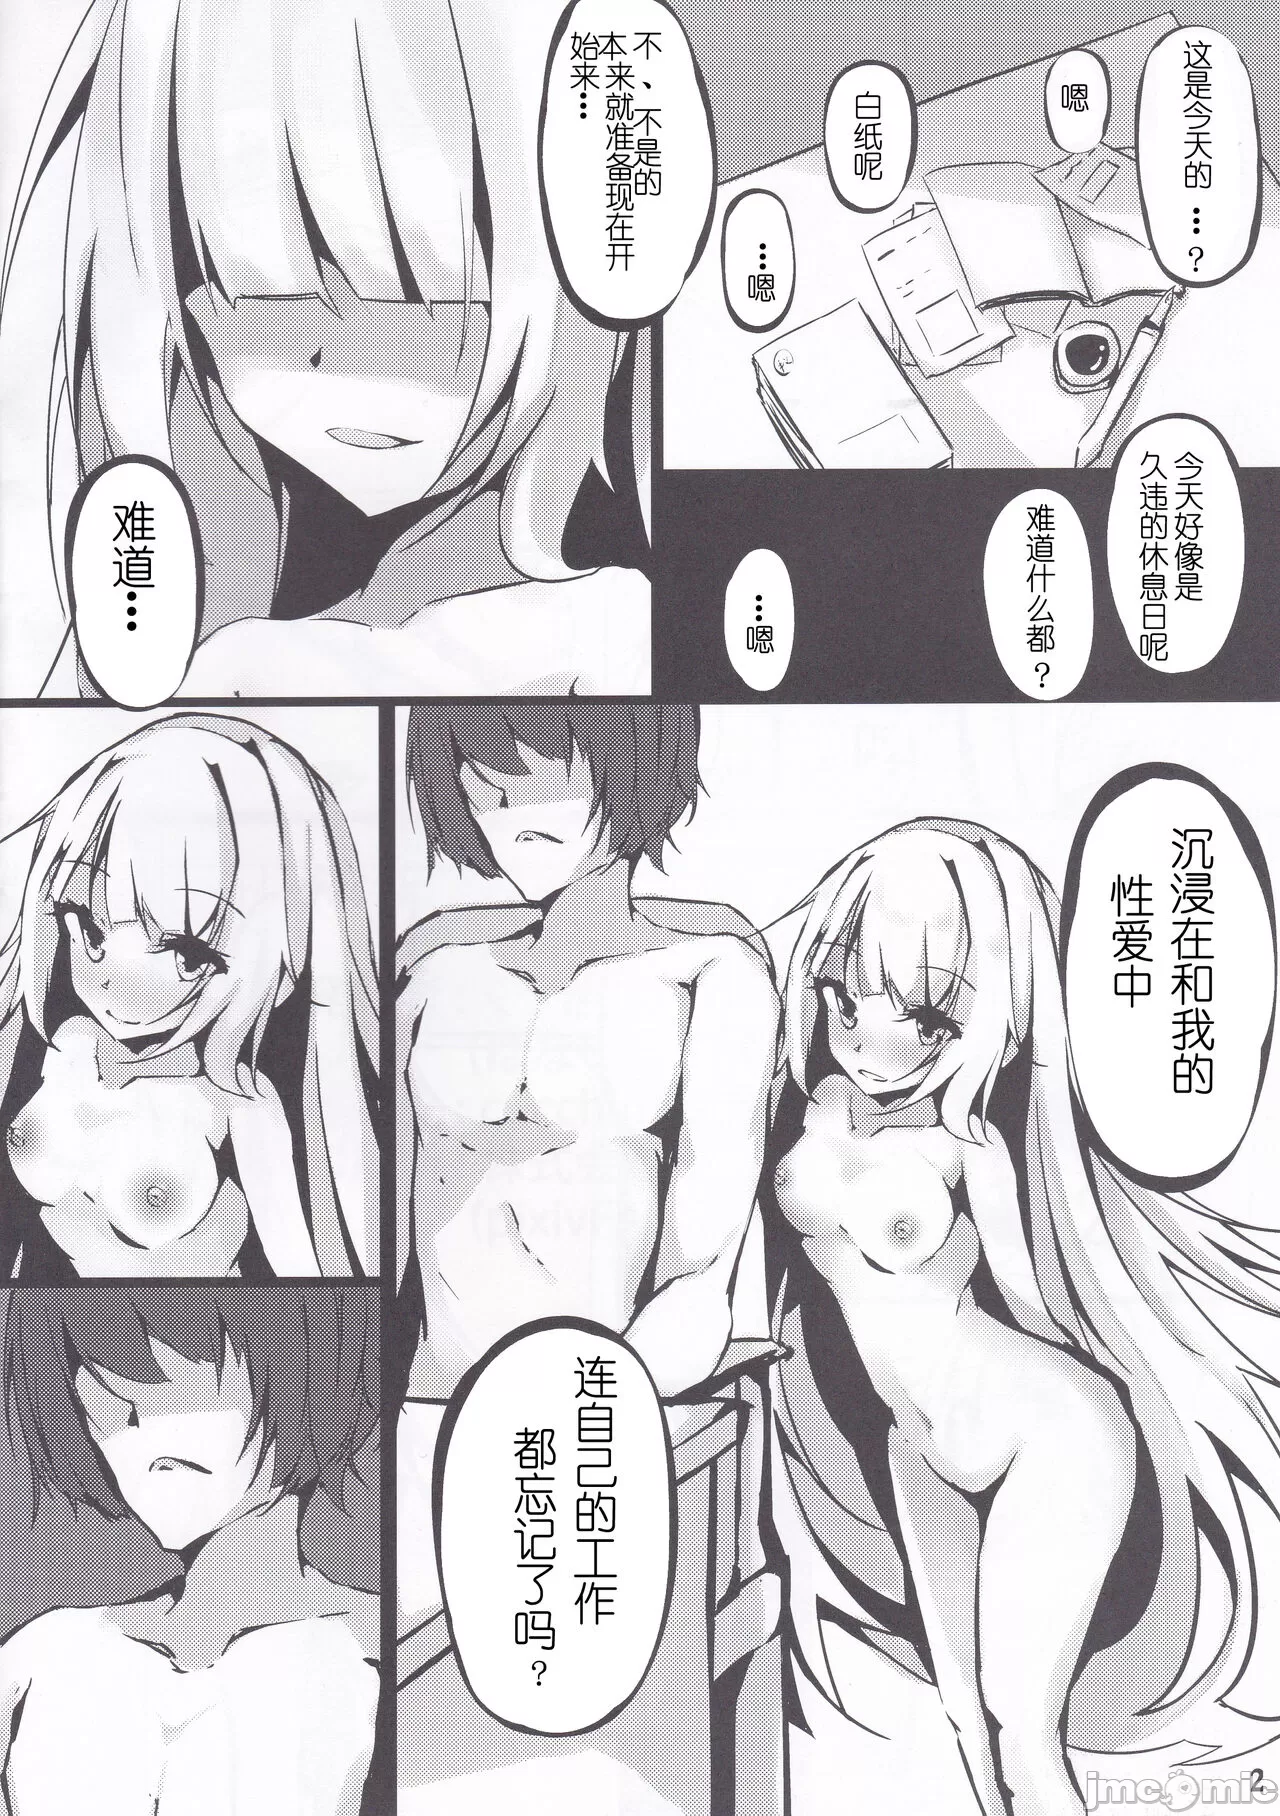 这是今天的…？
嗯
白纸呢
…嗯
今天好像是
久违的休息日呢
难道什么都？
…嗯
不、不是的
本来就准备现在开
始来…
难道…
沉浸在和我的
性爱中
连自己的工作
都忘记了吗？
2
jmcomic